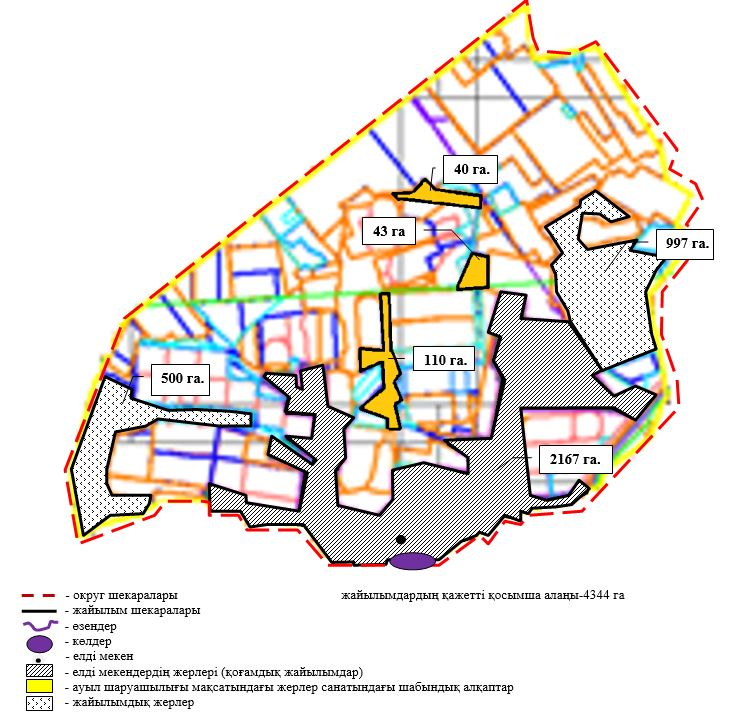 40 га.
43 га
997 га.
110 га.
500 га.
2167 га.
- округ шекаралары
жайылымдардың қажетті қосымша алаңы-4344 га
- жайылым шекаралары
- өзендер
- көлдер
- елді мекен
- елді мекендердің жерлері (қоғамдық жайылымдар)
- ауыл шаруашылығы мақсатындағы жерлер санатындағы шабындық алқаптар
- жайылымдық жерлер